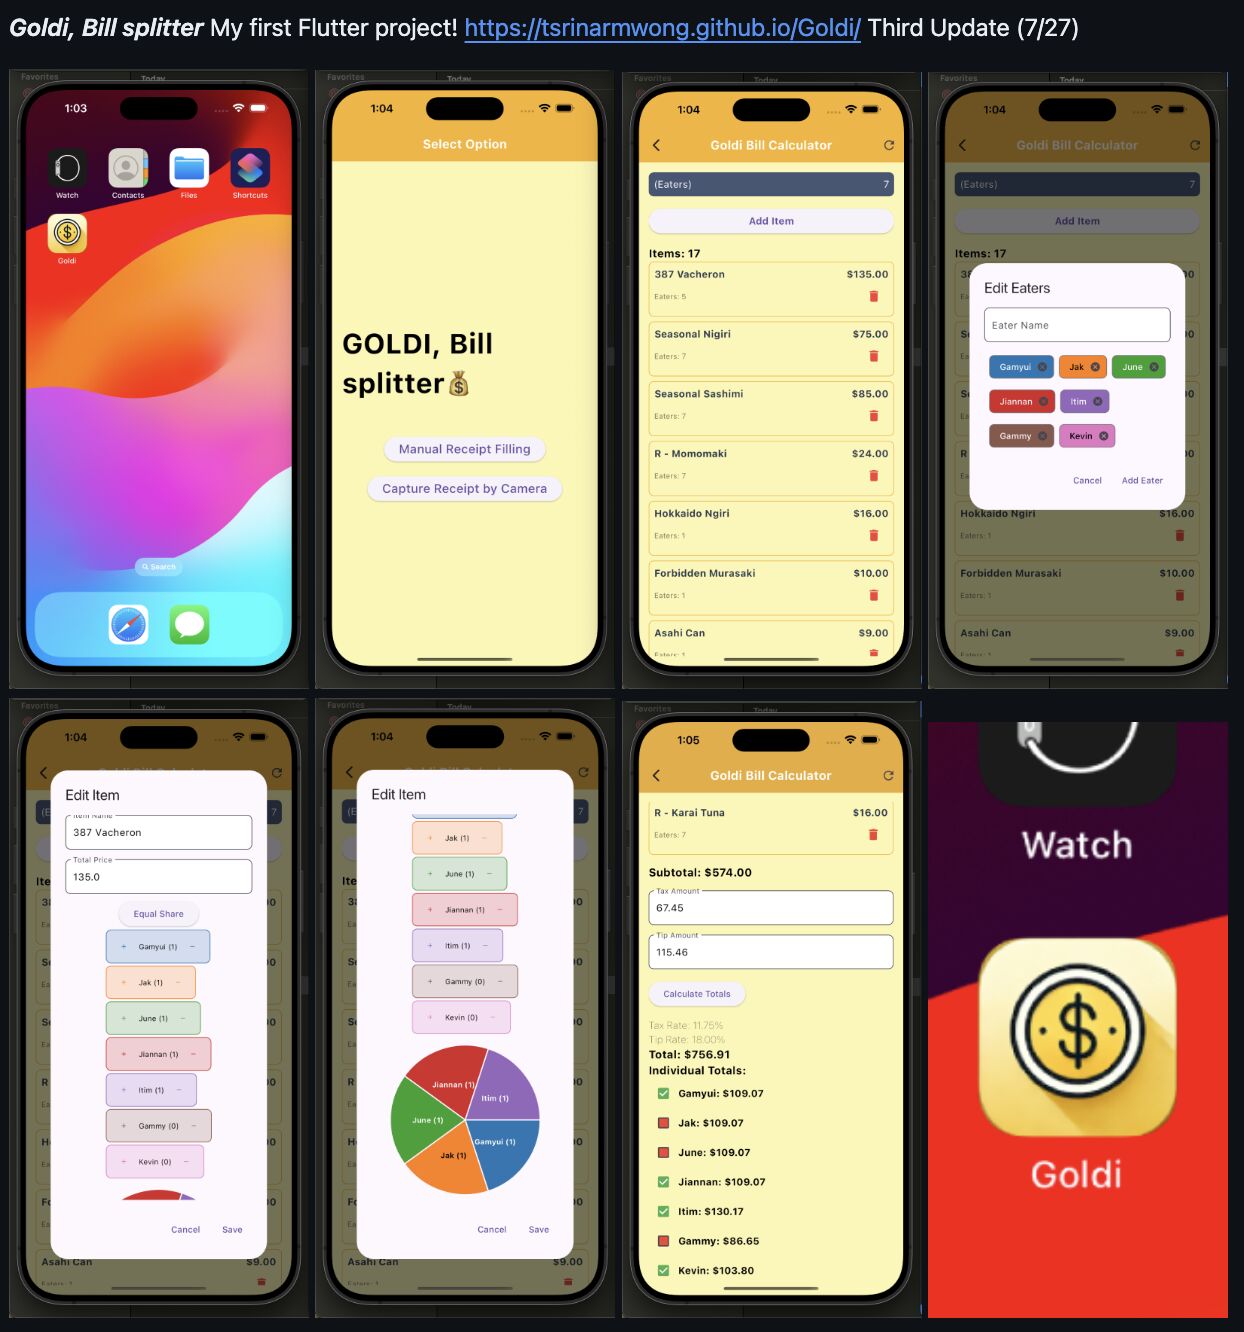 Goldi, Bill splitter My first Flutter project! https://tsrinarmwong.github.io/Goldi/ Third Update (7/27)
Favorites
Today
1:03
Watch
Contacts
Files
Shortcuts
Goldi
Search
1:04
Select Option
GOLDI, Bill
splitter💰
Manual Receipt Filling
Capture Receipt by Camera
1:04
Goldi Bill Calculator
(Eaters) 7
Add Item
Items: 17
387 Vacheron $135.00
Eaters: 5
Seasonal Nigiri $75.00
Eaters: 7
Seasonal Sashimi $85.00
Eaters: 7
R - Momomaki $24.00
Eaters: 7
Hokkaido Ngiri $16.00
Eaters: 1
Forbidden Murasaki $10.00
Eaters: 1
Asahi Can $9.00
Eaters: 1
Favorites
Today
1:04
Goldi Bill Calculator
(Eaters) 7
Add Item
Items: 17
Edit Eaters
Eater Name
Gamyui
Jak
June
Jiannan
Itim
Gammy
Kevin
Cancel
Add Eater
Hokkaido Ngiri $16.00
Eaters: 1
Forbidden Murasaki $10.00
Eaters: 1
Asahi Can $9.00
Eaters: 1
Favorites
Today
1:04
Edit Item
Item Name
387 Vacheron
Total Price
135.0
Equal Share
+ Gamyui (1) -
+ Jak (1) -
+ June (1) -
+ Jiannan (1) -
+ Itim (1) -
+ Gammy (0) -
+ Kevin (0) -
Cancel
Save
Asahi Can $9.00
Eaters: 1
Favorites
Today
1:04
Edit Item
+ Jak (1) -
+ June (1) -
+ Jiannan (1) -
+ Itim (1) -
+ Gammy (0) -
+ Kevin (0) -
Jiannan (1)
Itim (1)
June (1)
Gamyui (1)
Jak (1)
Cancel
Save
Asahi Can $9.00
Eaters: 1
Favorites
Today
1:05
Goldi Bill Calculator
R - Karai Tuna $16.00
Eaters: 7
Subtotal: $574.00
Tax Amount
67.45
Tip Amount
115.46
Calculate Totals
Tax Rate: 11.75%
Tip Rate: 18.00%
Total: $756.91
Individual Totals:
Gamyui: $109.07
Jak: $109.07
June: $109.07
Jiannan: $109.07
Itim: $130.17
Gammy: $86.65
Kevin: $103.80
Watch
Goldi